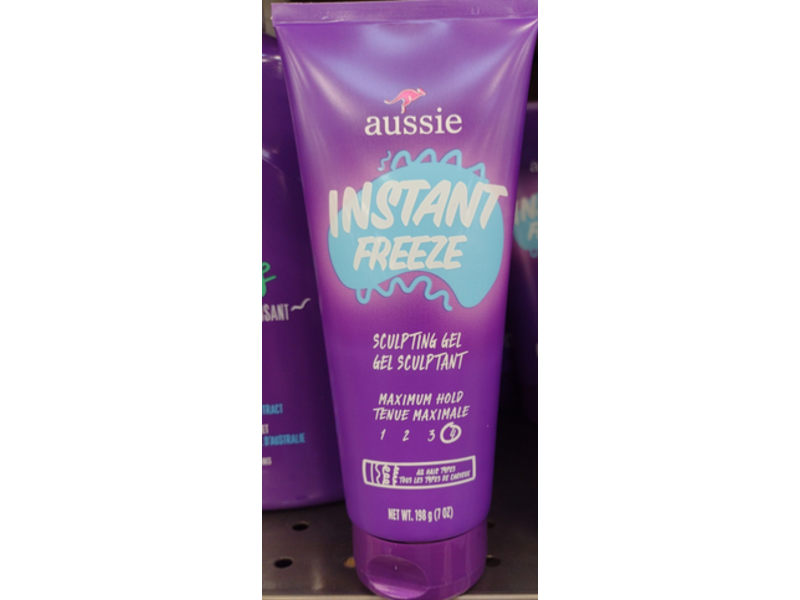 aussie
INSTANT
FREEZE
SCULPTING GEL
GEL SCULPTANT
MAXIMUM HOLD
TENUE MAXIMALE
1 2 3 4
ALL HAIR TYPES
TOUS LES TYPES DE CHEVEUX
NET WT. 198 g (7 OZ)
D'AUSTRALIE